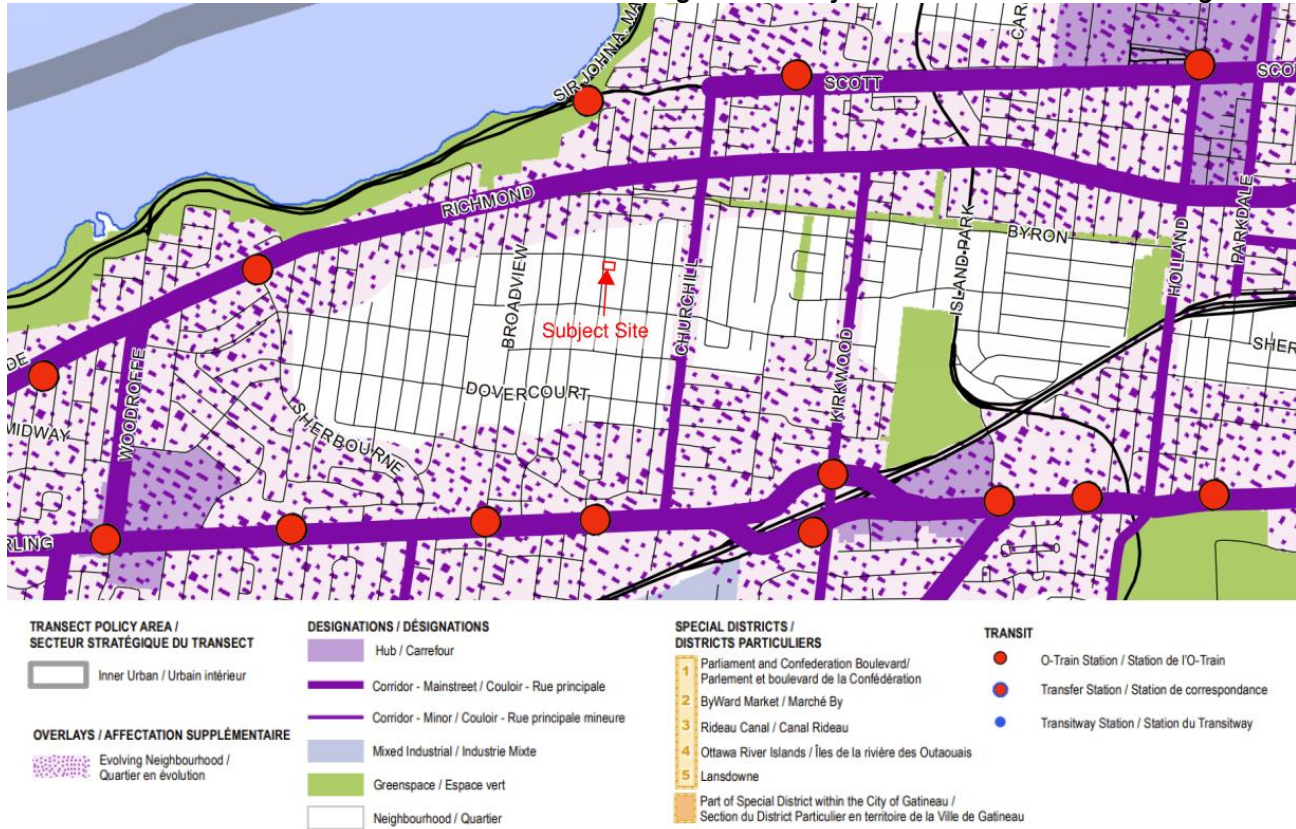 SIR JOHN A. MA
SCOTT
SCO
RICHMOND
BYRON
ISLAND PARK
HOLLAND
PARKDALE
BROADVIEW
CHURCHILL
KIRKWOOD
Subject Site
SHER
DOVERCOURT
DE
WOODROFFE
SHERBOURNE
MIDWAY
RLING
TRANSECT POLICY AREA /
SECTEUR STRATÉGIQUE DU TRANSECT
Inner Urban / Urbain intérieur
OVERLAYS / AFFECTATION SUPPLÉMENTAIRE
Evolving Neighbourhood /
Quartier en évolution
DESIGNATIONS / DÉSIGNATIONS
Hub / Carrefour
Corridor - Mainstreet / Couloir - Rue principale
Corridor - Minor / Couloir - Rue principale mineure
Mixed Industrial / Industrie Mixte
Greenspace / Espace vert
Neighbourhood / Quartier
SPECIAL DISTRICTS /
DISTRICTS PARTICULIERS
1 Parliament and Confederation Boulevard/
Parlement et boulevard de la Confédération
2 ByWard Market / Marché By
3 Rideau Canal / Canal Rideau
4 Ottawa River Islands / Îles de la rivière des Outaouais
5 Lansdowne
Part of Special District within the City of Gatineau /
Section du District Particulier en territoire de la Ville de Gatineau
TRANSIT
O-Train Station / Station de l'O-Train
Transfer Station / Station de correspondance
Transitway Station / Station du Transitway